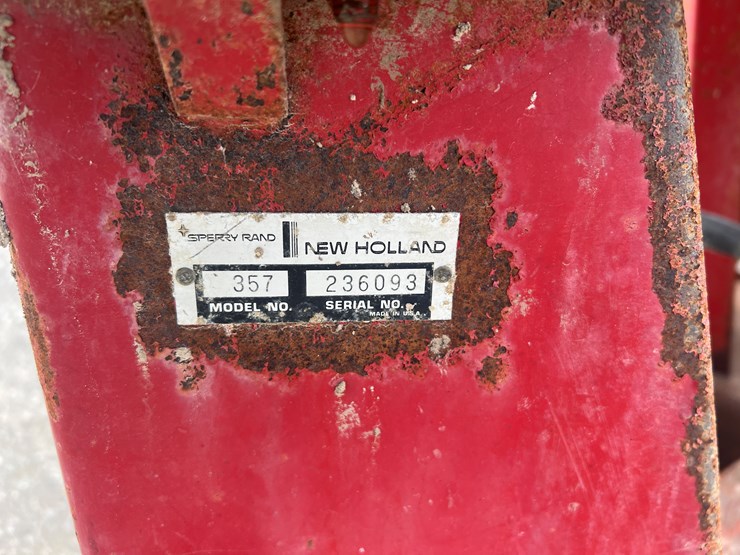 SPERRY RAND NEW HOLLAND
357 236093
MODEL NO. SERIAL NO.
MADE IN U.S.A.